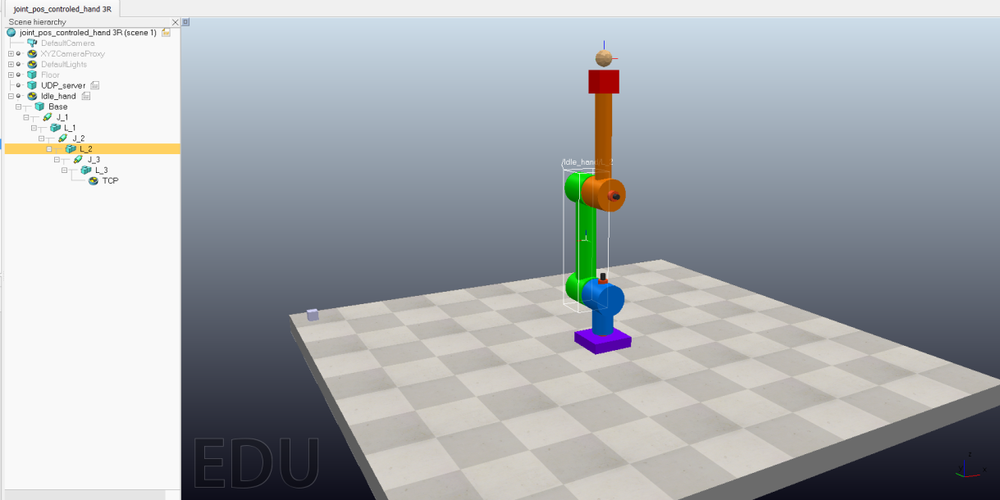 joint_pos_controled_hand 3R
Scene hierarchy
joint_pos_controled_hand 3R (scene 1)
DefaultCamera
XYZCameraProxy
DefaultLights
Floor
UDP_server
Idle_hand
Base
J_1
L_1
J_2
L_2
J_3
L_3
TCP
/Idle_hand/L_2
EDU
z
y
x